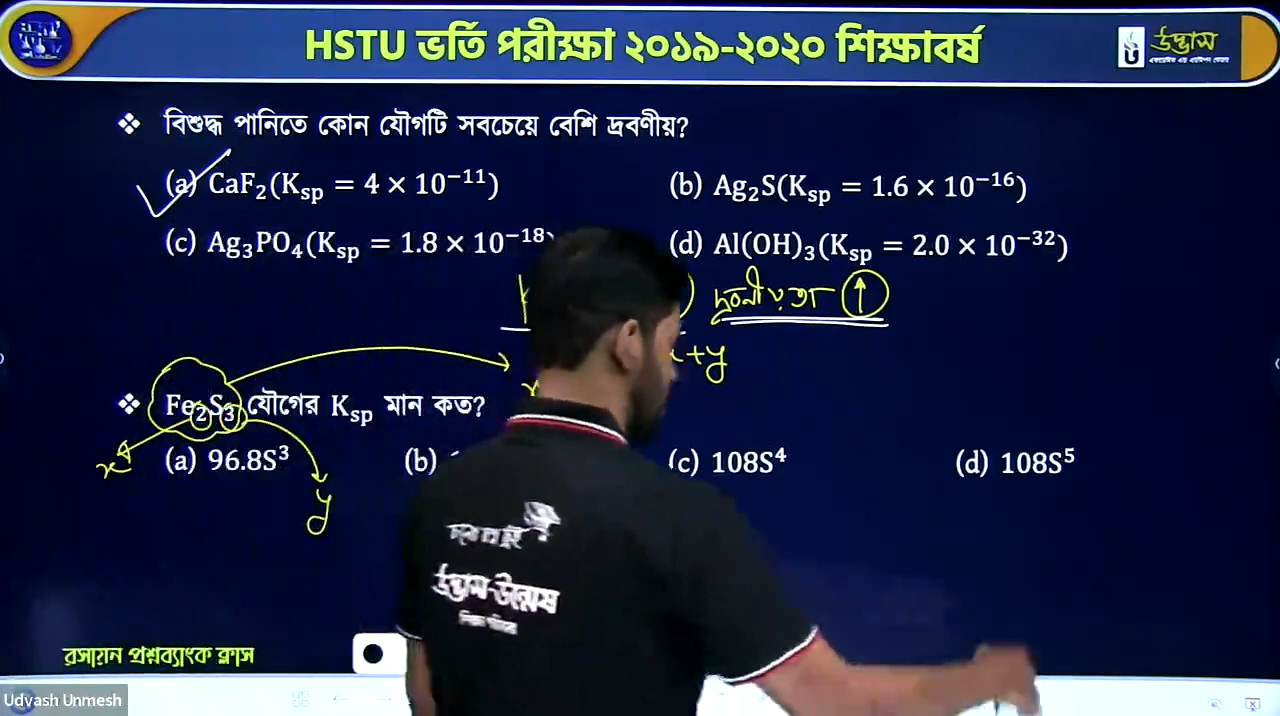 HSTU ভর্তি পরীক্ষা ২০১৯-২০২০ শিক্ষাবর্ষ
উদ্ভাস
❖ বিশুদ্ধ পানিতে কোন যৌগটি সবচেয়ে বেশি দ্রবণীয়?
(a) CaF₂(Kₛₚ = 4 × 10⁻¹¹) (b) Ag₂S(Kₛₚ = 1.6 × 10⁻¹⁶)
(c) Ag₃PO₄(Kₛₚ = 1.8 × 10⁻¹⁸ (d) Al(OH)₃(Kₛₚ = 2.0 × 10⁻³²)
দ্রবনীয়তা ↑
+y
❖ Fe₂S₃ যৌগের Kₛₚ মান কত?
x (a) 96.8S³ (b) (c) 108S⁴ (d) 108S⁵
y
উদ্ভাস-উন্মেষ
রসায়ন প্রশ্নব্যাংক ক্লাস
Udvash Unmesh